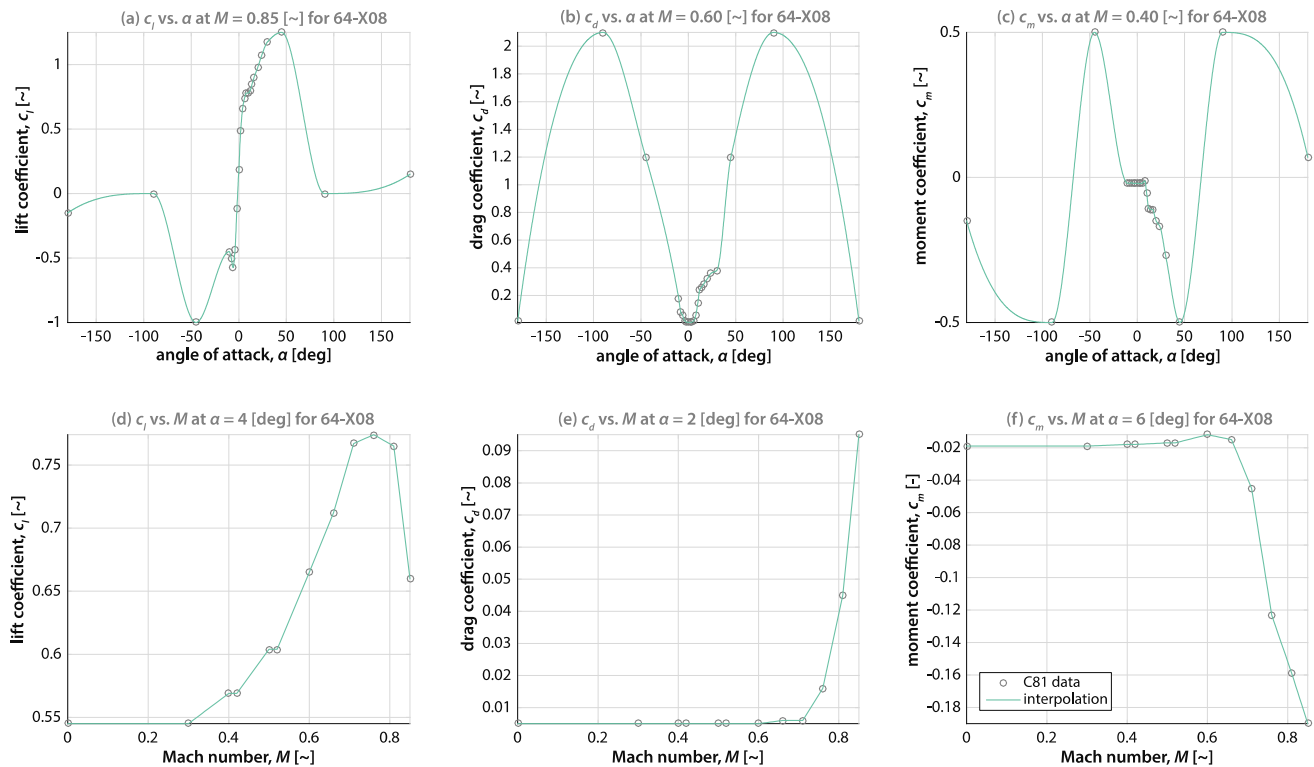 (a) c_l vs. α at M = 0.85 [~] for 64-X08
lift coefficient, c_l [~]
1
0.5
0
-0.5
-1
-150 -100 -50 0 50 100 150
angle of attack, α [deg]
(b) c_d vs. α at M = 0.60 [~] for 64-X08
drag coefficient, c_d [~]
2
1.8
1.6
1.4
1.2
1
0.8
0.6
0.4
0.2
-150 -100 -50 0 50 100 150
angle of attack, α [deg]
(c) c_m vs. α at M = 0.40 [~] for 64-X08
moment coefficient, c_m [~]
0.5
0
-0.5
-150 -100 -50 0 50 100 150
angle of attack, α [deg]
(d) c_l vs. M at α = 4 [deg] for 64-X08
lift coefficient, c_l [~]
0.75
0.7
0.65
0.6
0.55
0 0.2 0.4 0.6 0.8
Mach number, M [~]
(e) c_d vs. M at α = 2 [deg] for 64-X08
drag coefficient, c_d [~]
0.09
0.08
0.07
0.06
0.05
0.04
0.03
0.02
0.01
0 0.2 0.4 0.6 0.8
Mach number, M [~]
(f) c_m vs. M at α = 6 [deg] for 64-X08
moment coefficient, c_m [-]
-0.02
-0.04
-0.06
-0.08
-0.1
-0.12
-0.14
-0.16
-0.18
C81 data
interpolation
0 0.2 0.4 0.6 0.8
Mach number, M [~]